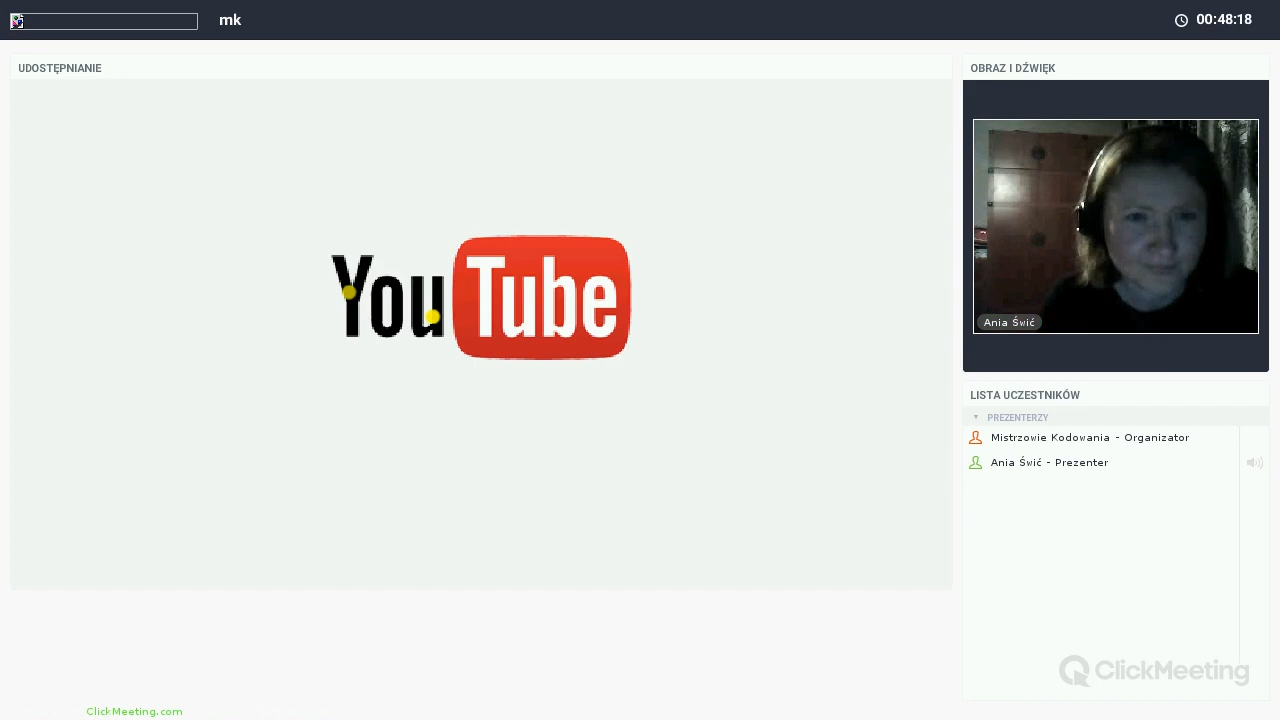 mk
00:48:18
UDOSTĘPNIANIE
OBRAZ I DŹWIĘK
YouTube
Ania Świć
LISTA UCZESTNIKÓW
PREZENTERZY
Mistrzowie Kodowania - Organizator
Ania Świć - Prezenter
ClickMeeting
ClickMeeting.com